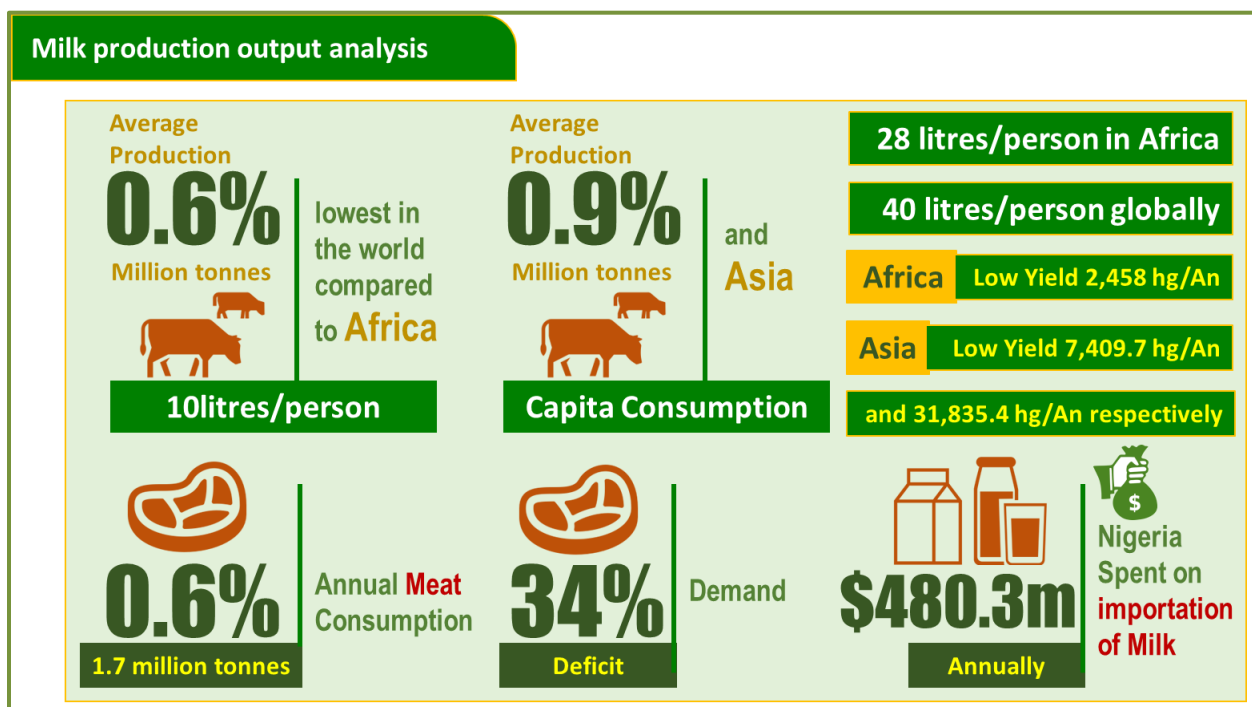 Milk production output analysis
Average
Production
0.6%
Million tonnes
lowest in
the world
compared
to Africa
10litres/person
Average
Production
0.9%
Million tonnes
and
Asia
Capita Consumption
28 litres/person in Africa
40 litres/person globally
Africa Low Yield 2,458 hg/An
Asia Low Yield 7,409.7 hg/An
and 31,835.4 hg/An respectively
0.6%
1.7 million tonnes
Annual Meat
Consumption
34%
Deficit
Demand
$480.3m
Annually
$
Nigeria
Spent on
importation
of Milk